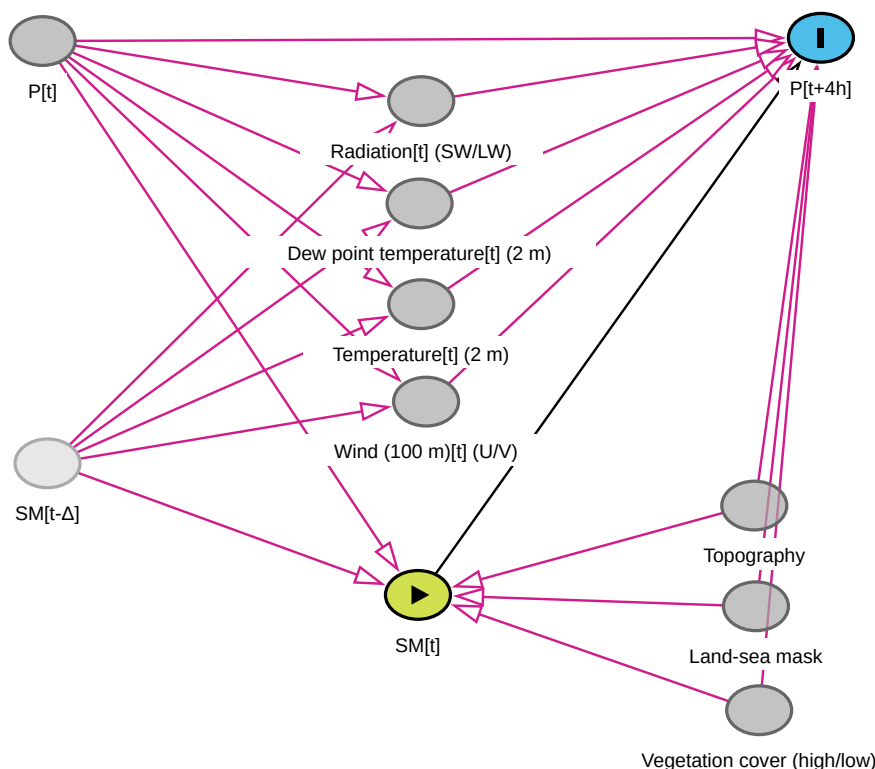 P[t]
P[t+4h]
Radiation[t] (SW/LW)
Dew point temperature[t] (2 m)
Temperature[t] (2 m)
Wind (100 m)[t] (U/V)
SM[t-Δ]
Topography
SM[t]
Land-sea mask
Vegetation cover (high/low)